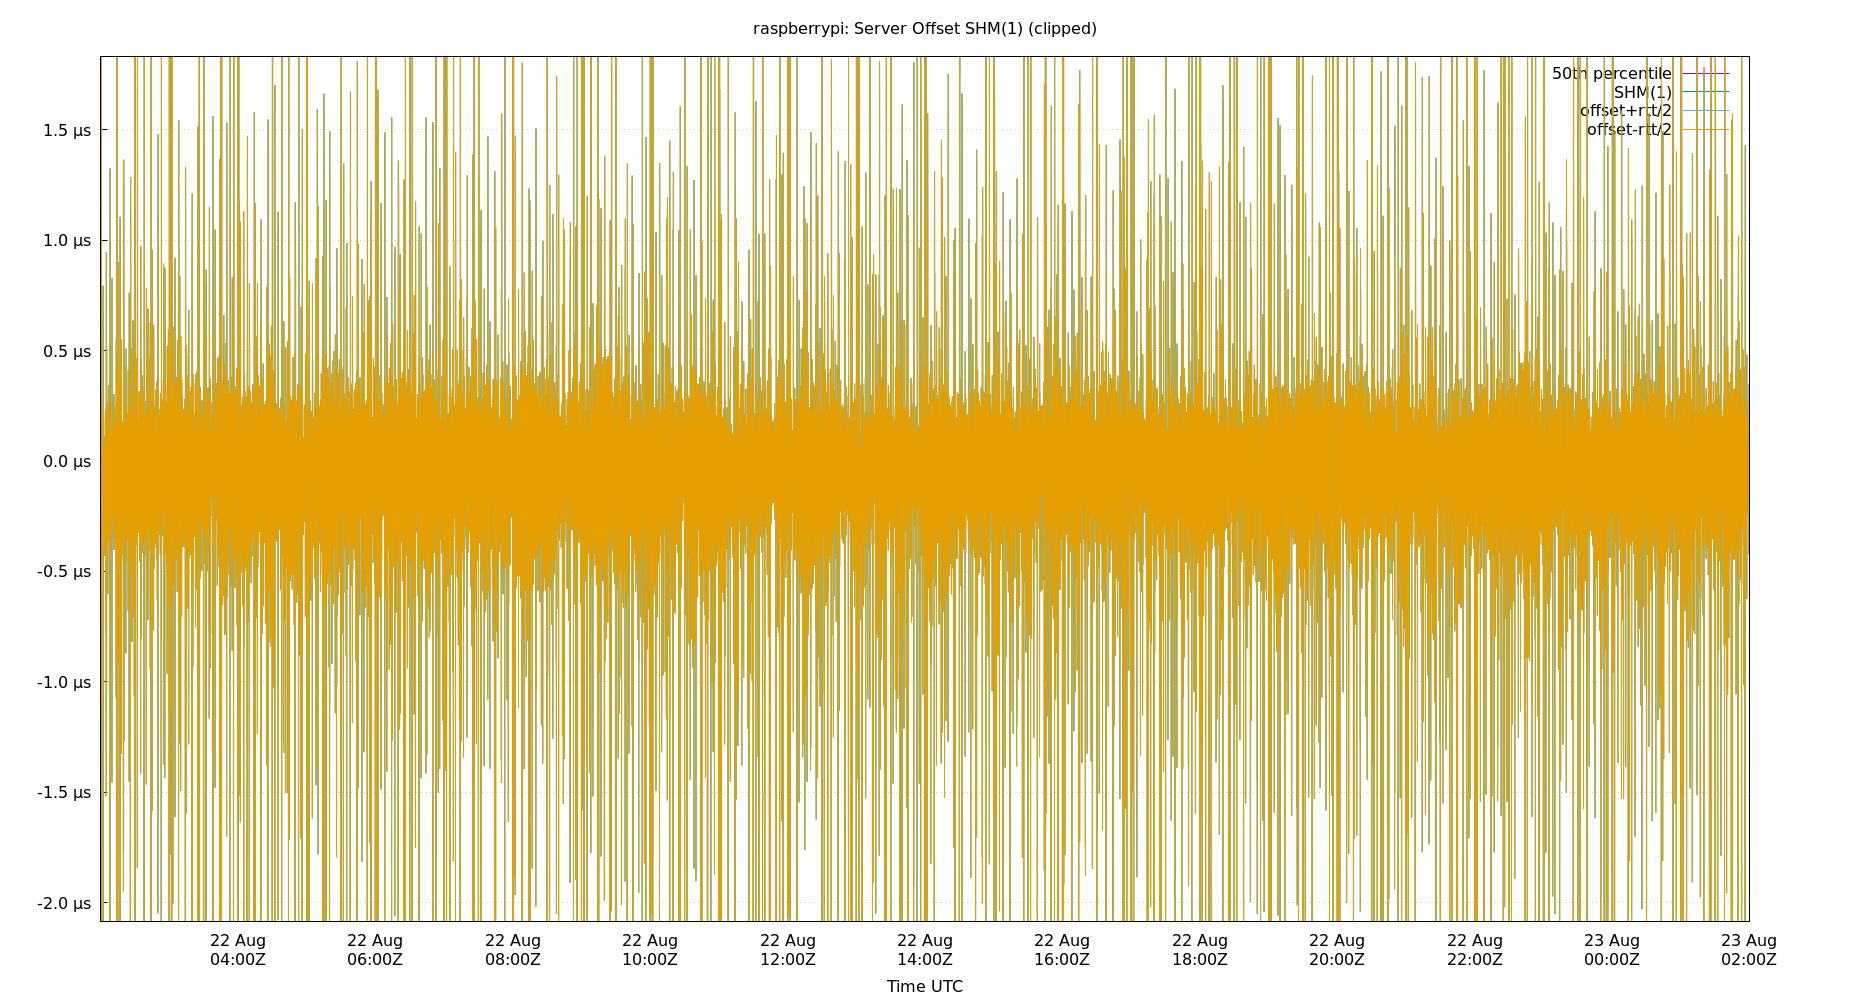 raspberrypi: Server Offset SHM(1) (clipped)
50th percentile
SHM(1)
offset+rtt/2
offset-rtt/2
1.5 µs
1.0 µs
0.5 µs
0.0 µs
-0.5 µs
-1.0 µs
-1.5 µs
-2.0 µs
22 Aug 22 Aug 22 Aug 22 Aug 22 Aug 22 Aug 22 Aug 22 Aug 22 Aug 22 Aug 23 Aug 23 Aug
04:00Z 06:00Z 08:00Z 10:00Z 12:00Z 14:00Z 16:00Z 18:00Z 20:00Z 22:00Z 00:00Z 02:00Z
Time UTC